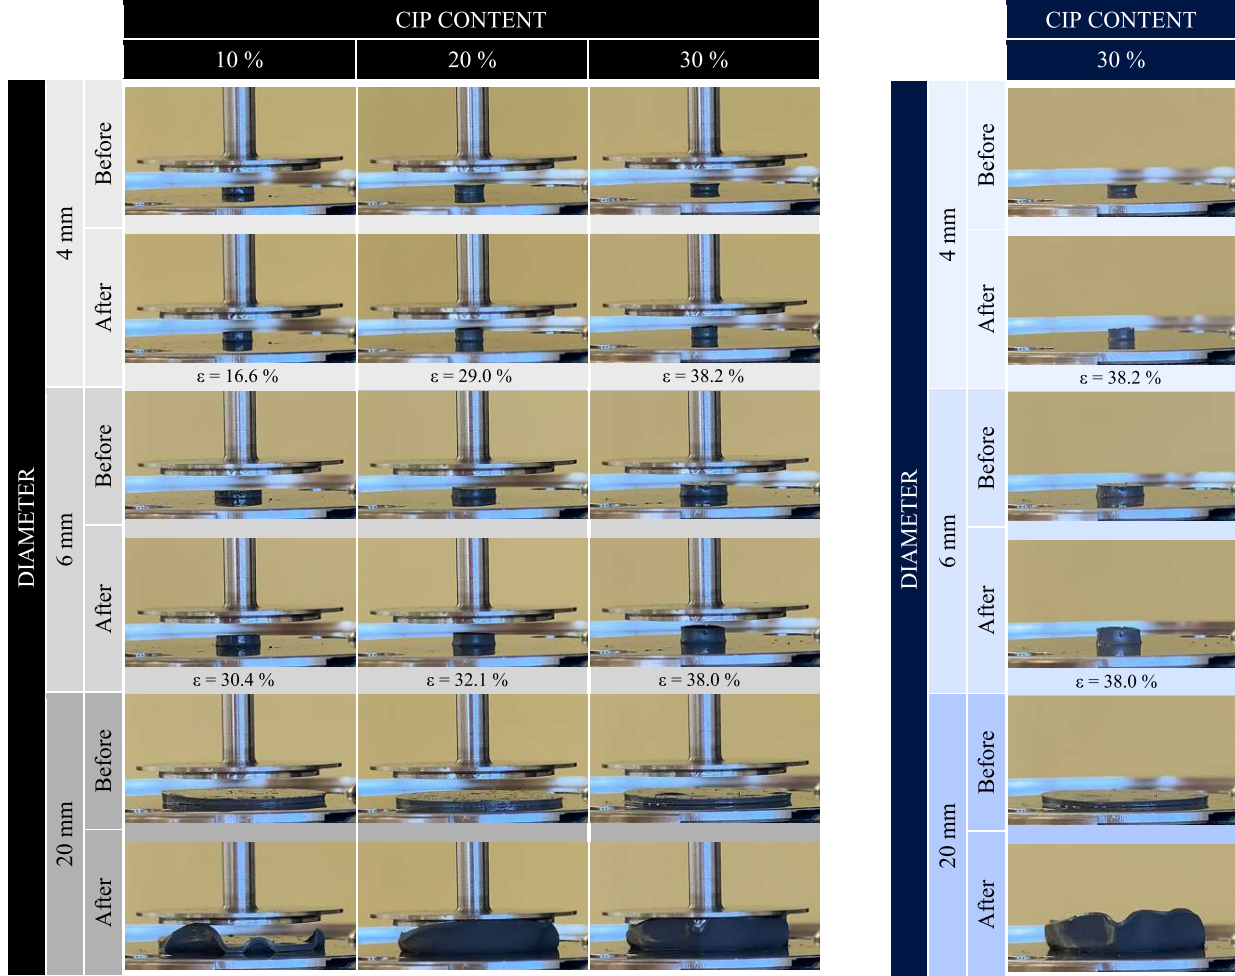 CIP CONTENT
10 % 20 % 30 %
DIAMETER
4 mm
Before
After
ε = 16.6 % ε = 29.0 % ε = 38.2 %
6 mm
Before
After
ε = 30.4 % ε = 32.1 % ε = 38.0 %
20 mm
Before
After
CIP CONTENT
30 %
DIAMETER
4 mm
Before
After
ε = 38.2 %
6 mm
Before
After
ε = 38.0 %
20 mm
Before
After